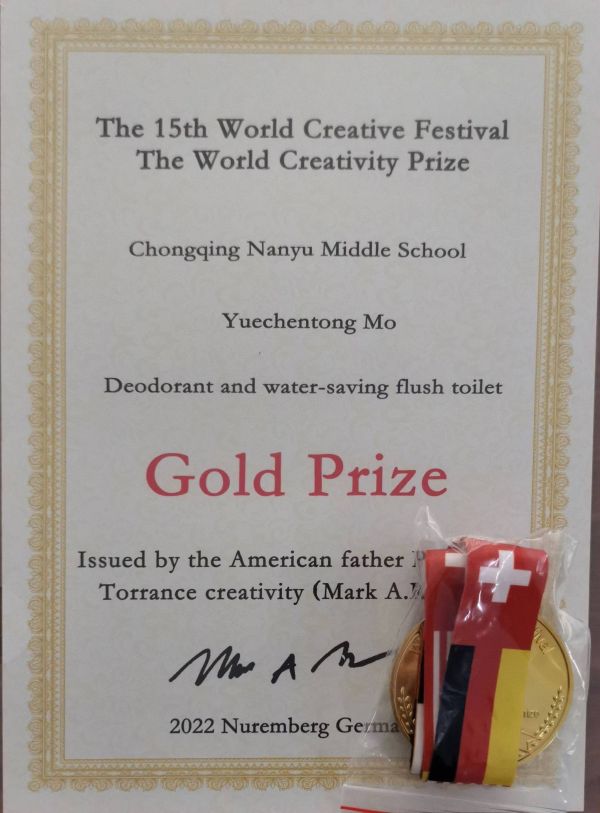 The 15th World Creative Festival
The World Creativity Prize
Chongqing Nanyu Middle School
Yuechentong Mo
Deodorant and water-saving flush toilet
Gold Prize
Issued by the American father
Torrance creativity (Mark A.
2022 Nuremberg